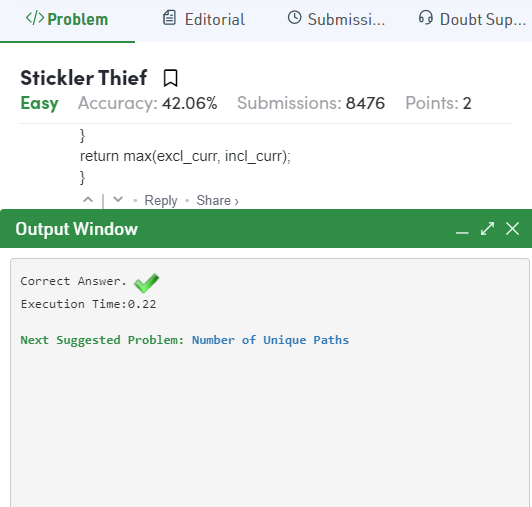 </>Problem Editorial Submissi... Doubt Sup...
Stickler Thief
Easy Accuracy: 42.06% Submissions: 8476 Points: 2
}
return max(excl_curr, incl_curr);
}
| • Reply • Share ›
Output Window
Correct Answer.
Execution Time:0.22
Next Suggested Problem: Number of Unique Paths